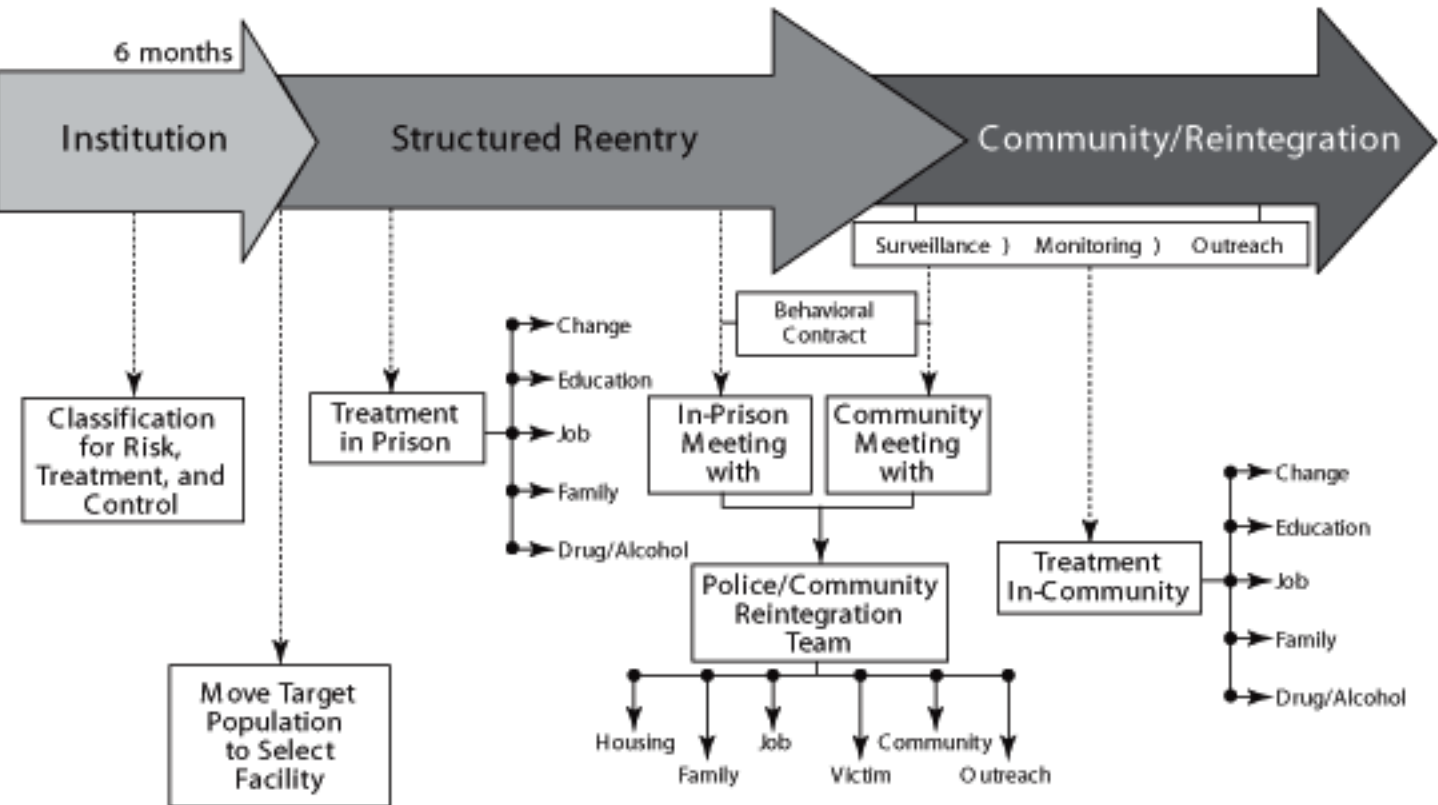 6 months
Institution
Structured Reentry
Community/Reintegration
Surveillance ) Monitoring ) Outreach
Behavioral
Contract
Classification
for Risk,
Treatment, and
Control
Move Target
Population
to Select
Facility
Treatment
in Prison
Change
Education
Job
Family
Drug/Alcohol
In-Prison
Meeting
with
Community
Meeting
with
Police/Community
Reintegration
Team
Housing
Family
Job
Victim
Community
Outreach
Treatment
In-Community
Change
Education
Job
Family
Drug/Alcohol